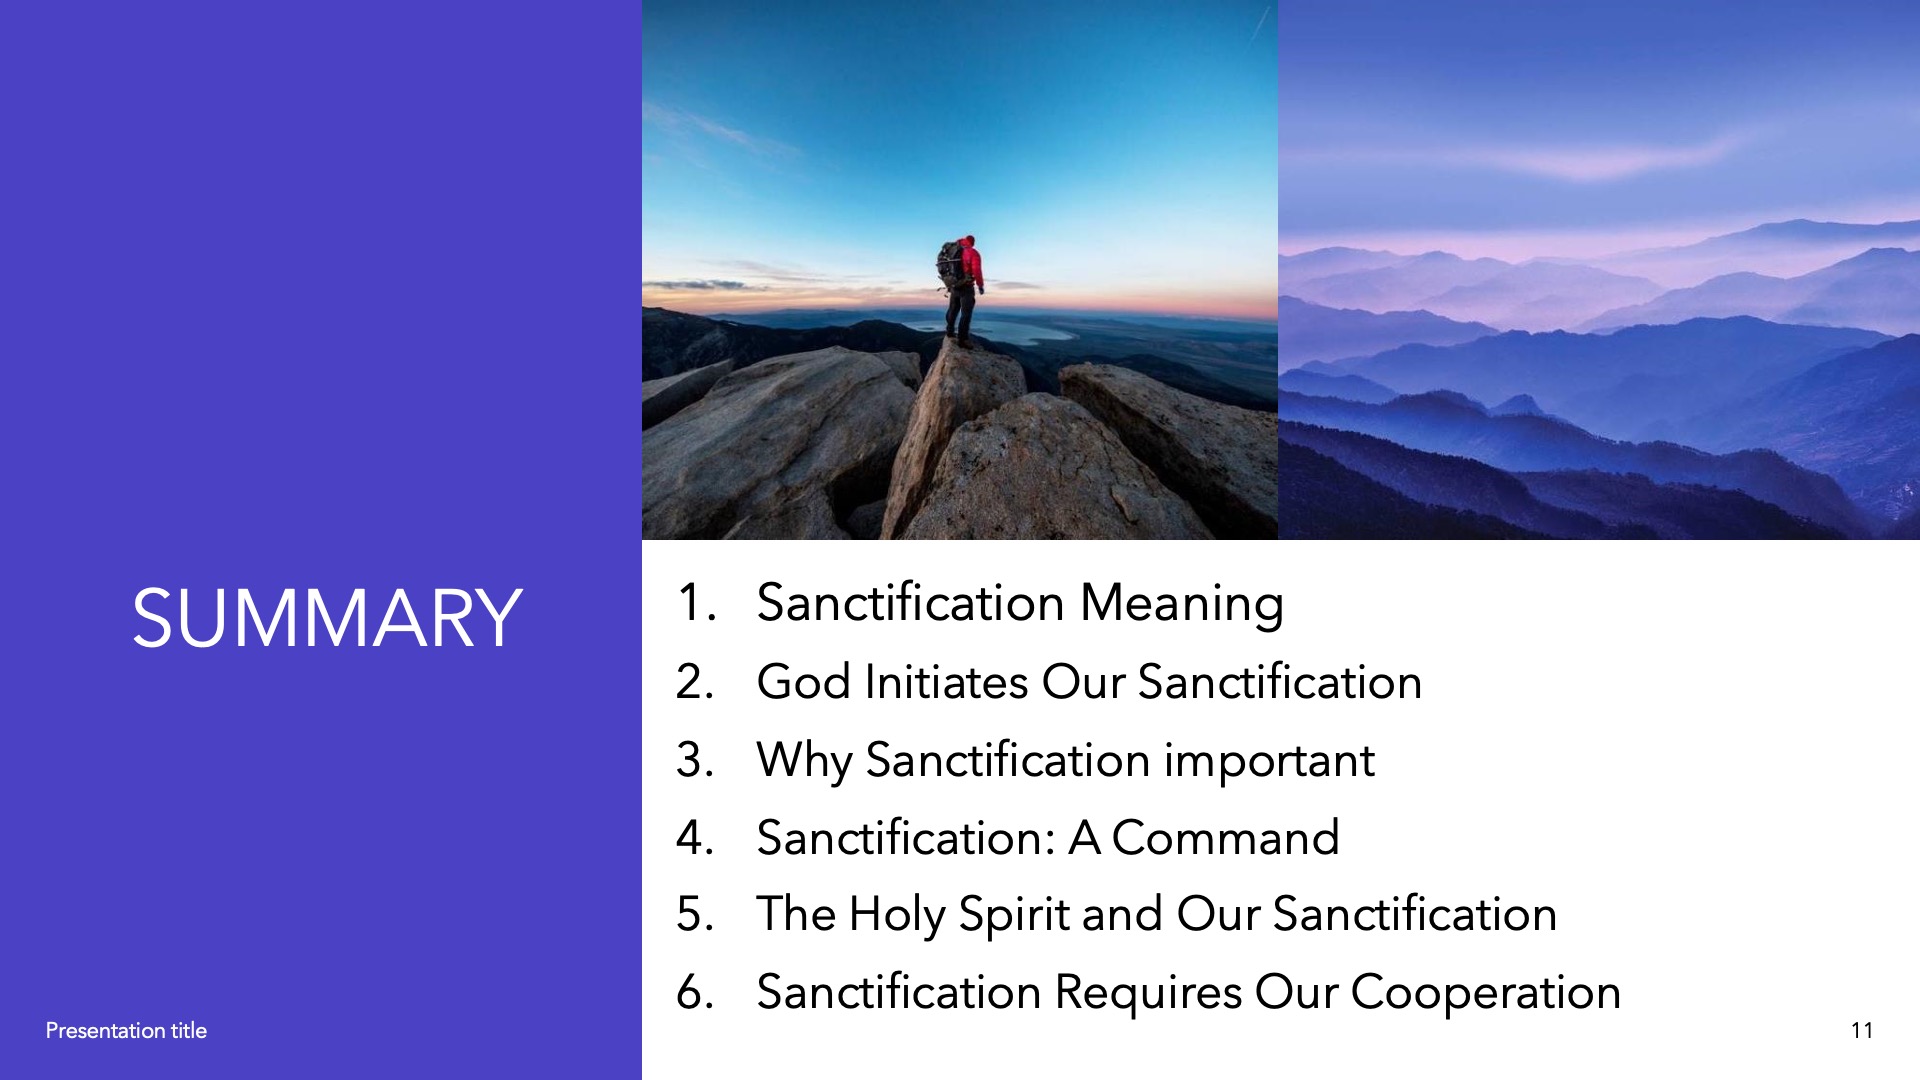 SUMMARY
1. Sanctification Meaning
2. God Initiates Our Sanctification
3. Why Sanctification important
4. Sanctification: A Command
5. The Holy Spirit and Our Sanctification
6. Sanctification Requires Our Cooperation
Presentation title
11